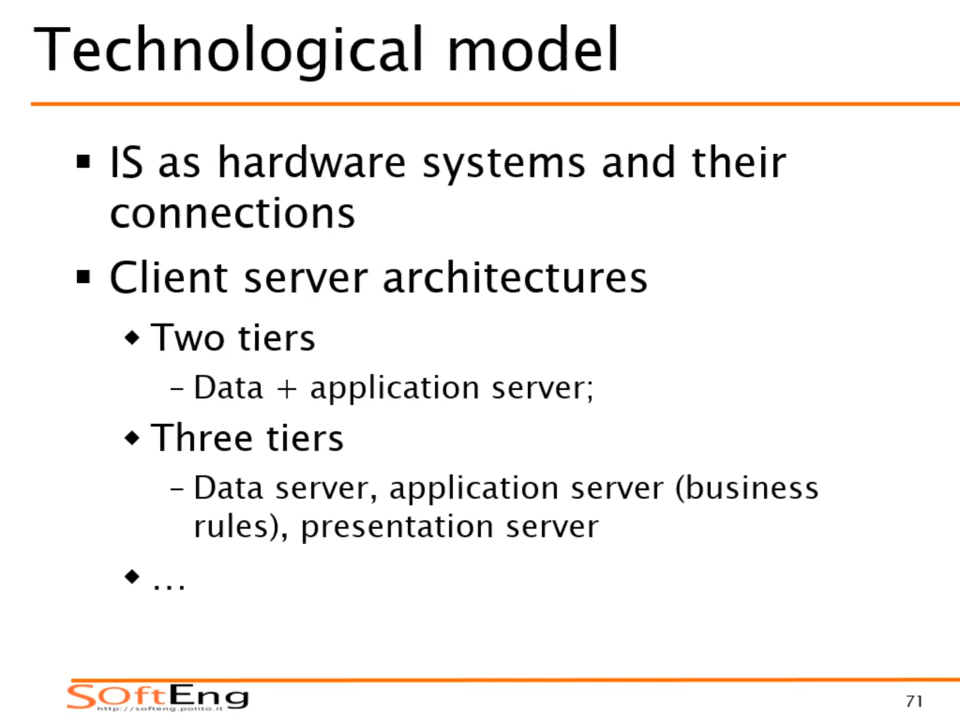 Technological model
▪ IS as hardware systems and their
connections
▪ Client server architectures
◆ Two tiers
– Data + application server;
◆ Three tiers
– Data server, application server (business
rules), presentation server
◆ …
SOftEng
http://softeng.polito.it
71